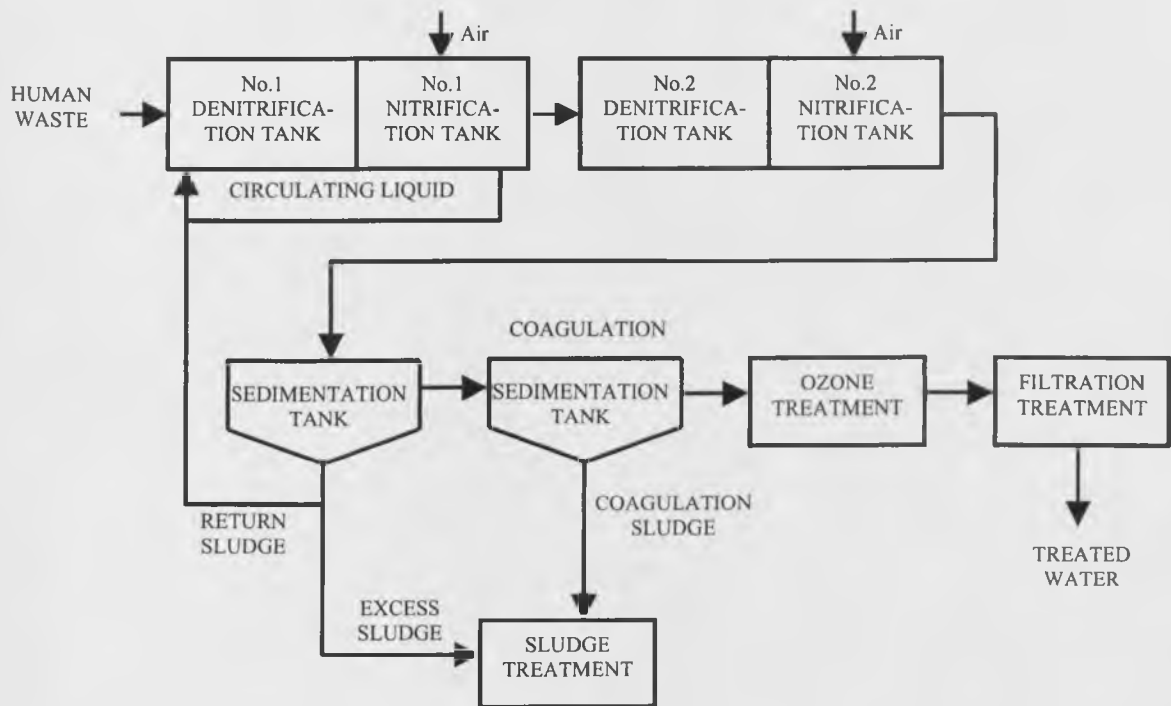 Air
Air
HUMAN
WASTE
No.1
DENITRIFICA-
TION TANK
No.1
NITRIFICA-
TION TANK
No.2
DENITRIFICA-
TION TANK
No.2
NITRIFICA-
TION TANK
CIRCULATING LIQUID
COAGULATION
SEDIMENTATION
TANK
SEDIMENTATION
TANK
OZONE
TREATMENT
FILTRATION
TREATMENT
RETURN
SLUDGE
COAGULATION
SLUDGE
TREATED
WATER
EXCESS
SLUDGE
SLUDGE
TREATMENT